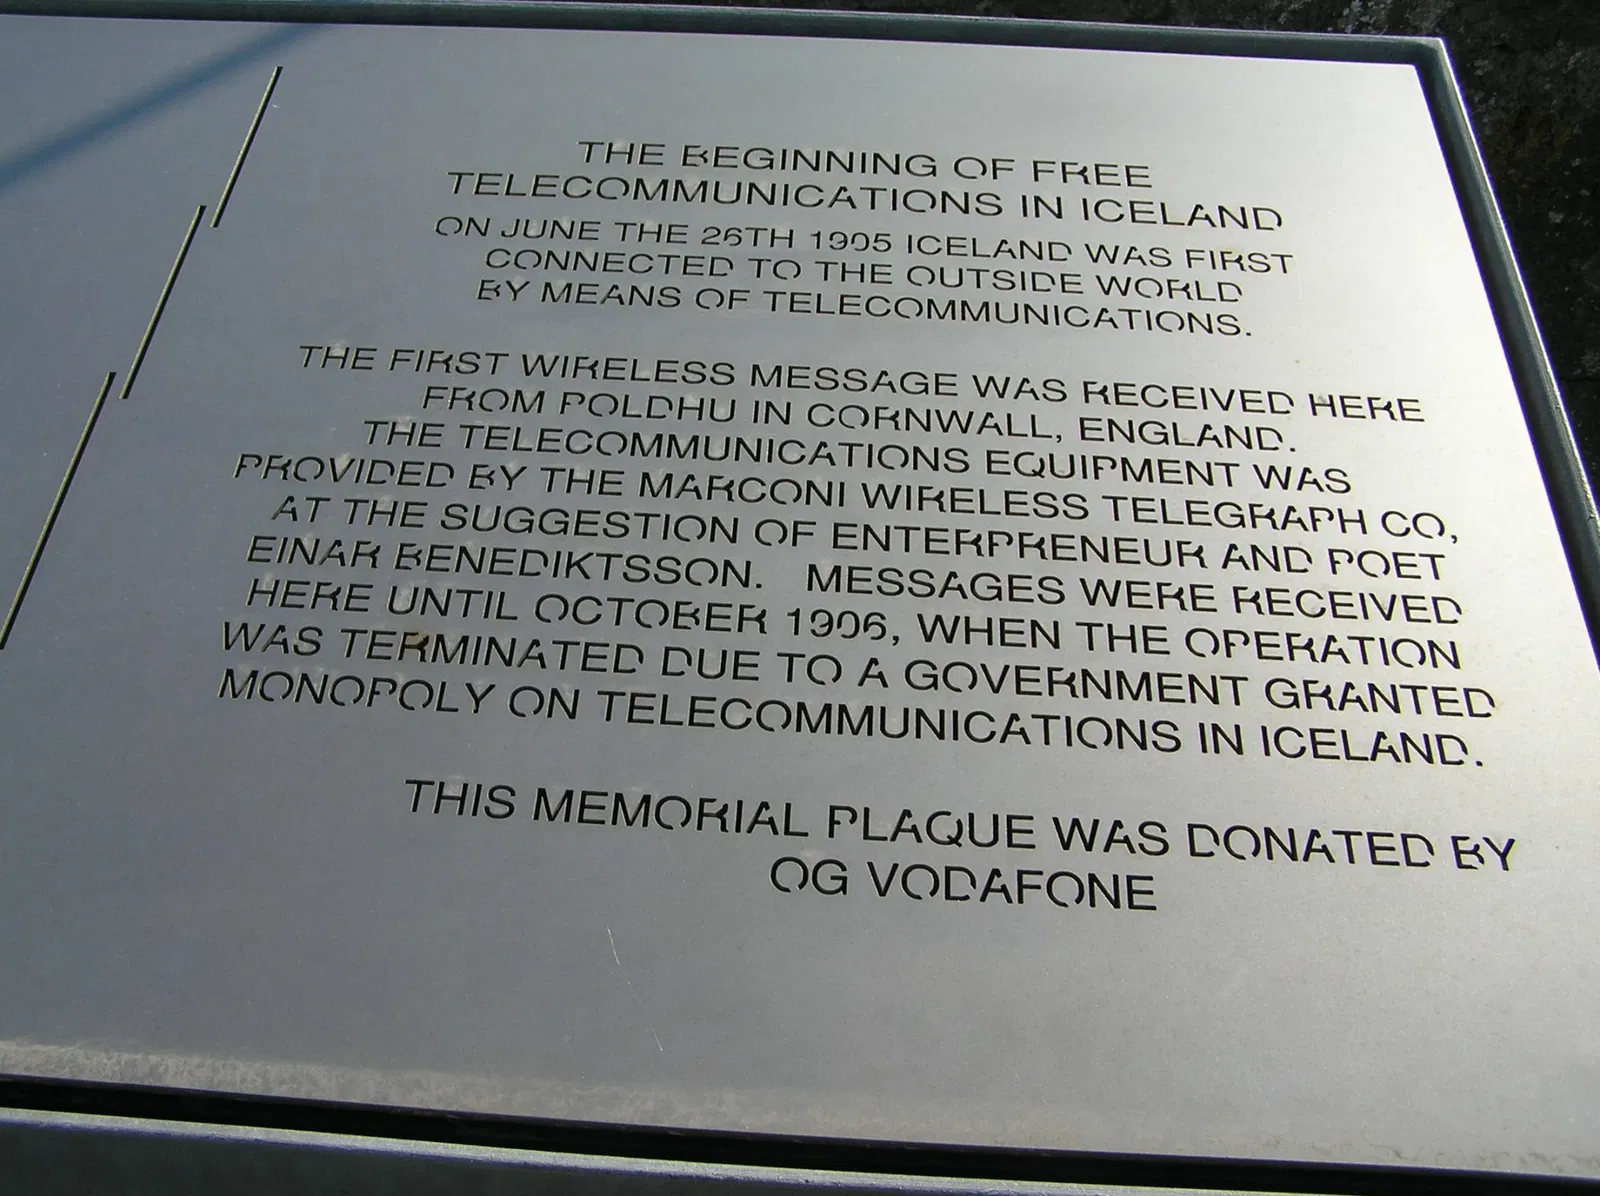 THE BEGINNING OF FREE
TELECOMMUNICATIONS IN ICELAND
ON JUNE THE 26TH 1905 ICELAND WAS FIRST
CONNECTED TO THE OUTSIDE WORLD
BY MEANS OF TELECOMMUNICATIONS.
THE FIRST WIRELESS MESSAGE WAS RECEIVED HERE
FROM POLDHU IN CORNWALL, ENGLAND.
THE TELECOMMUNICATIONS EQUIPMENT WAS
PROVIDED BY THE MARCONI WIRELESS TELEGRAPH CO,
AT THE SUGGESTION OF ENTERPRENEUR AND POET
EINAR BENEDIKTSSON. MESSAGES WERE RECEIVED
HERE UNTIL OCTOBER 1906, WHEN THE OPERATION
WAS TERMINATED DUE TO A GOVERNMENT GRANTED
MONOPOLY ON TELECOMMUNICATIONS IN ICELAND.
THIS MEMORIAL PLAQUE WAS DONATED BY
OG VODAFONE